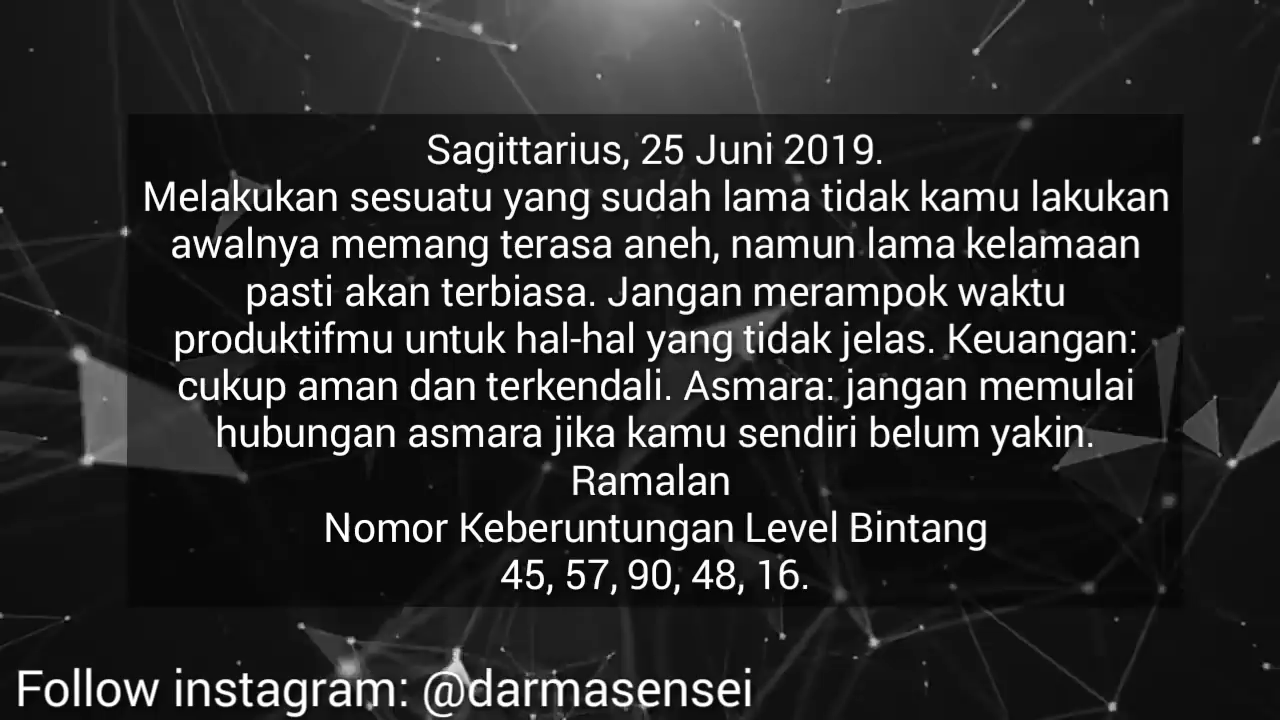 Sagittarius, 25 Juni 2019.
Melakukan sesuatu yang sudah lama tidak kamu lakukan
awalnya memang terasa aneh, namun lama kelamaan
pasti akan terbiasa. Jangan merampok waktu
produktifmu untuk hal-hal yang tidak jelas. Keuangan:
cukup aman dan terkendali. Asmara: jangan memulai
hubungan asmara jika kamu sendiri belum yakin.
Ramalan
Nomor Keberuntungan Level Bintang
45, 57, 90, 48, 16.
Follow instagram: @darmasensei